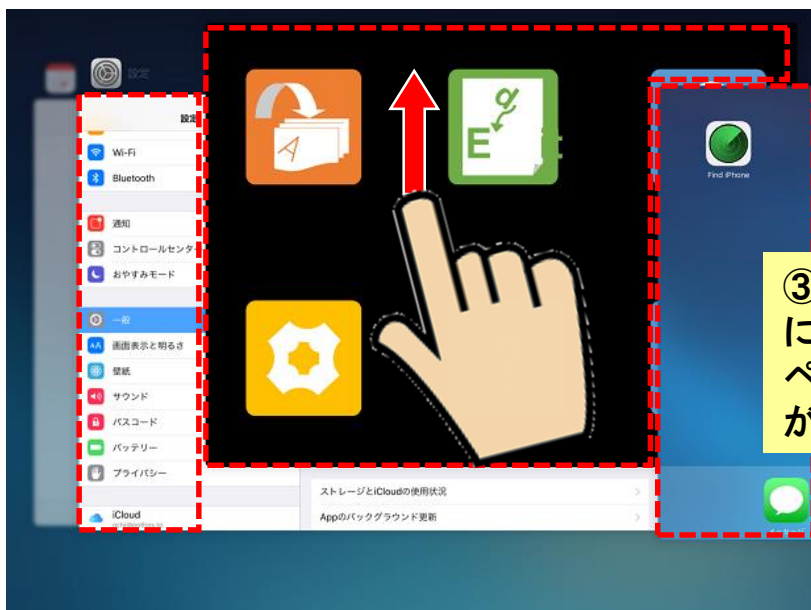 設定
設定
Wi-Fi
Bluetooth
通知
コントロールセンター
おやすみモード
一般
画面表示と明るさ
壁紙
サウンド
パスコード
バッテリー
プライバシー
iCloud
ストレージとiCloudの使用状況
Appのバックグラウンド更新
A
α
E
Find iPhone
③
に
ペ
が